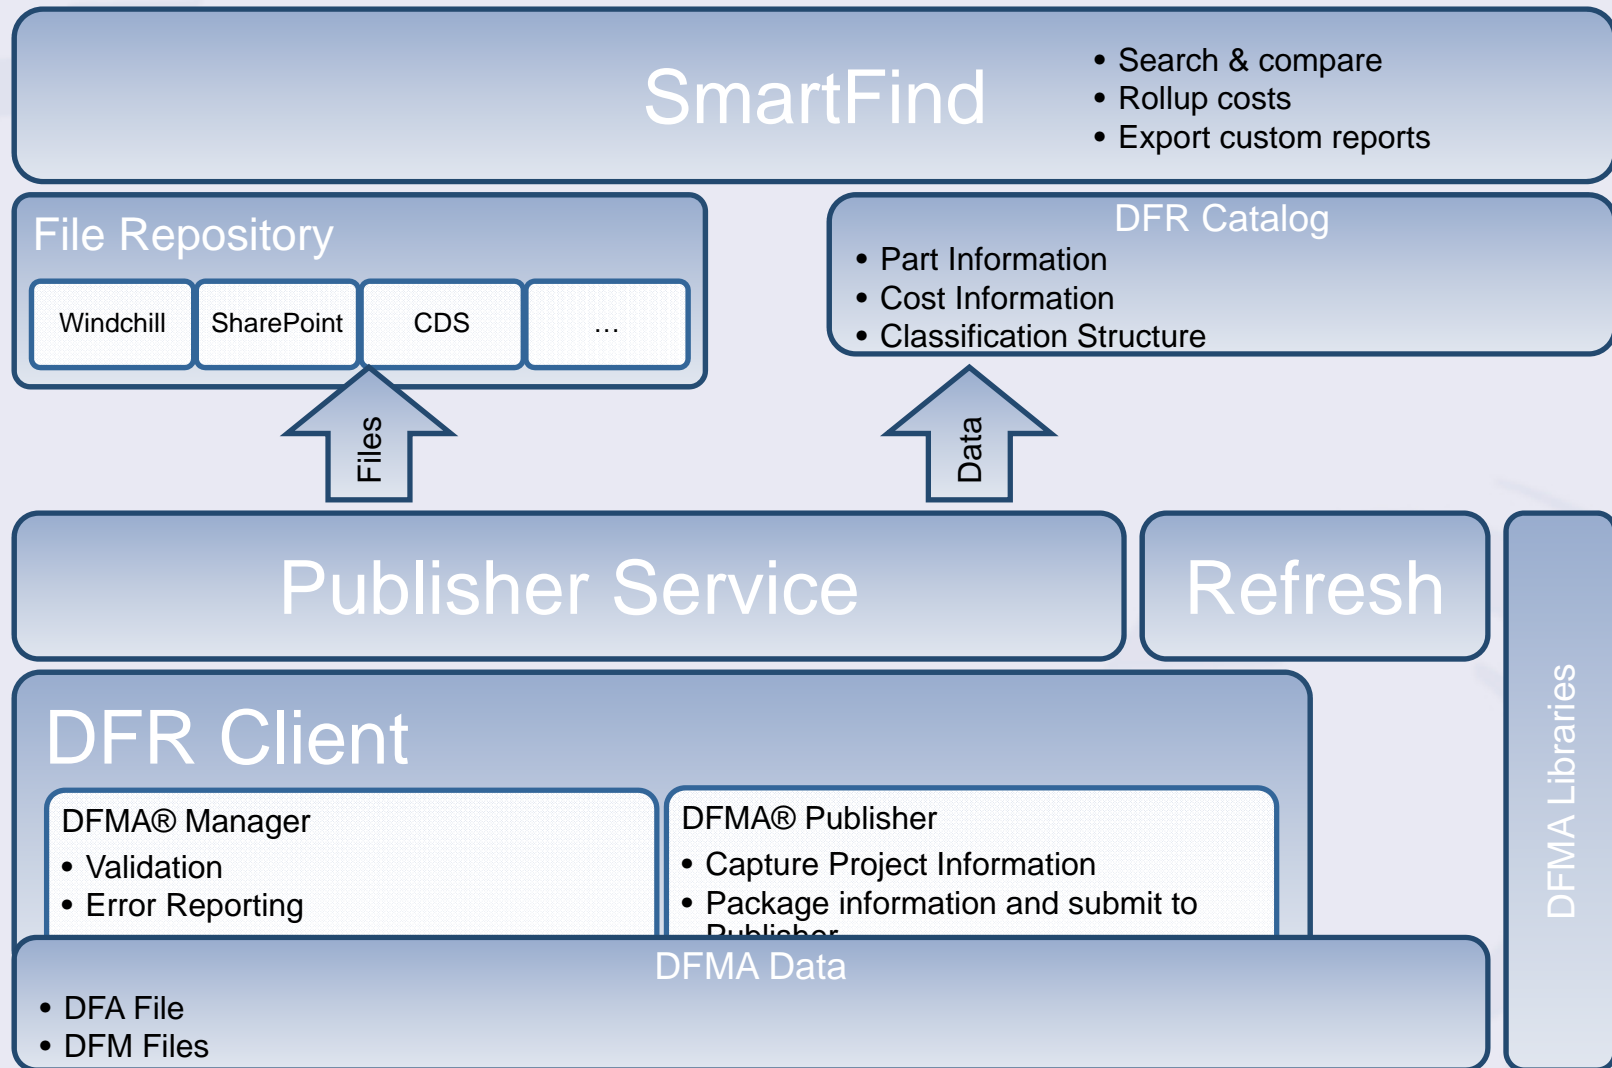 SmartFind
• Search & compare
• Rollup costs
• Export custom reports
File Repository
Windchill
SharePoint
CDS
…
DFR Catalog
• Part Information
• Cost Information
• Classification Structure
Files
Data
Publisher Service
Refresh
DFMA Libraries
DFR Client
DFMA® Manager
• Validation
• Error Reporting
DFMA® Publisher
• Capture Project Information
• Package information and submit to
Publisher
DFMA Data
• DFA File
• DFM Files